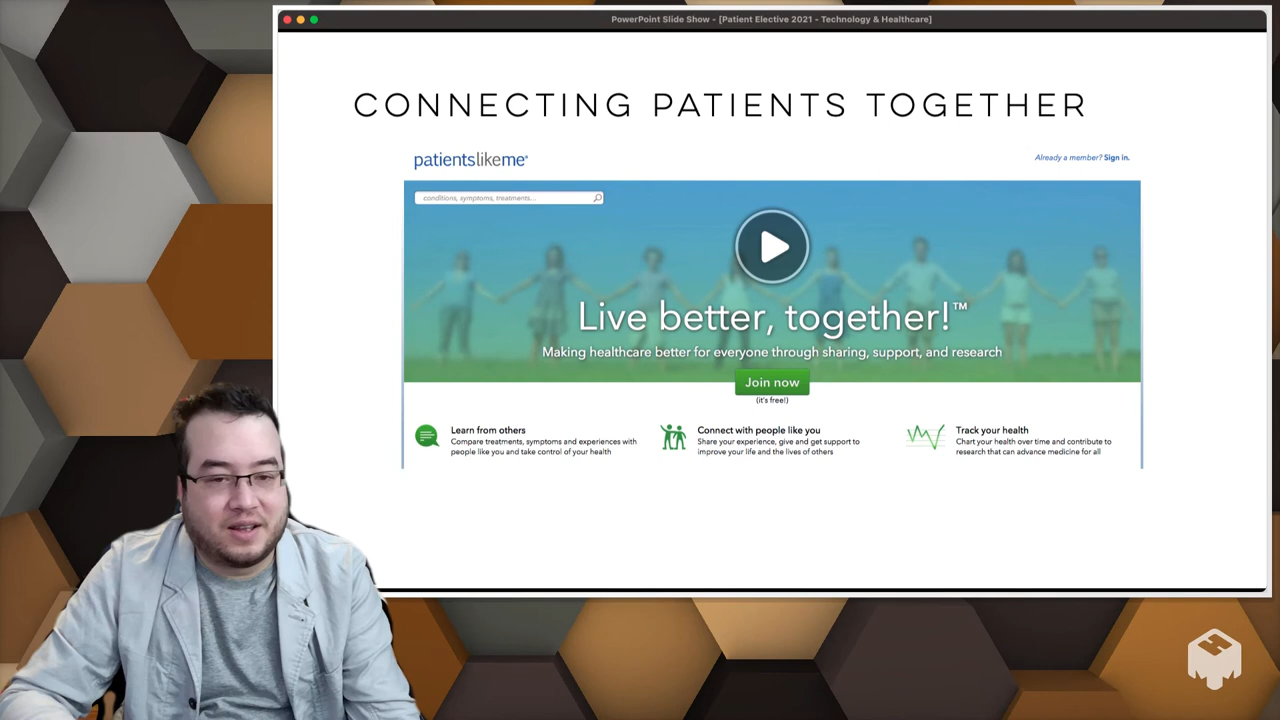 PowerPoint Slide Show - [Patient Elective 2021 - Technology & Healthcare]
CONNECTING PATIENTS TOGETHER
patientslikeme®
Already a member? Sign in.
conditions, symptoms, treatments...
Live better, together!™
Making healthcare better for everyone through sharing, support, and research
Join now
(it's free!)
Learn from others
Compare treatments, symptoms and experiences with
people like you and take control of your health
Connect with people like you
Share your experience, give and get support to
improve your life and the lives of others
Track your health
Chart your health over time and contribute to
research that can advance medicine for all